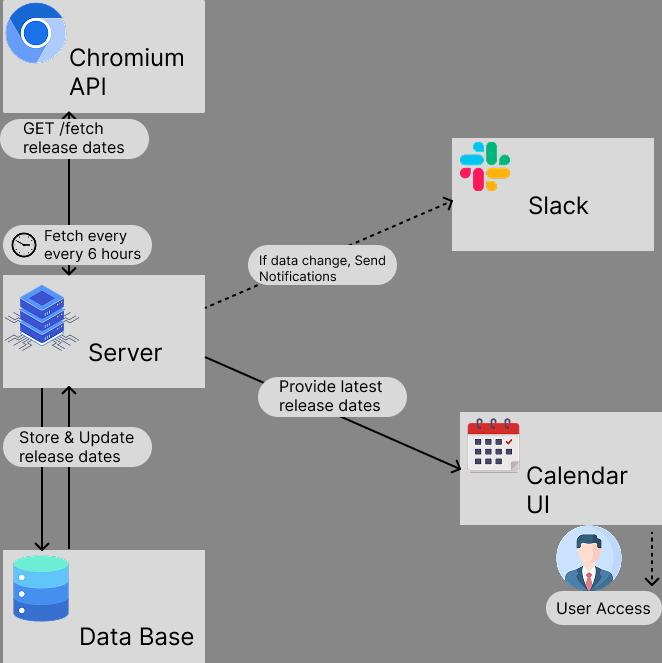 Chromium
API
GET /fetch
release dates
Fetch every
every 6 hours
Server
Store & Update
release dates
Data Base
If data change, Send
Notifications
Slack
Provide latest
release dates
Calendar
UI
User Access